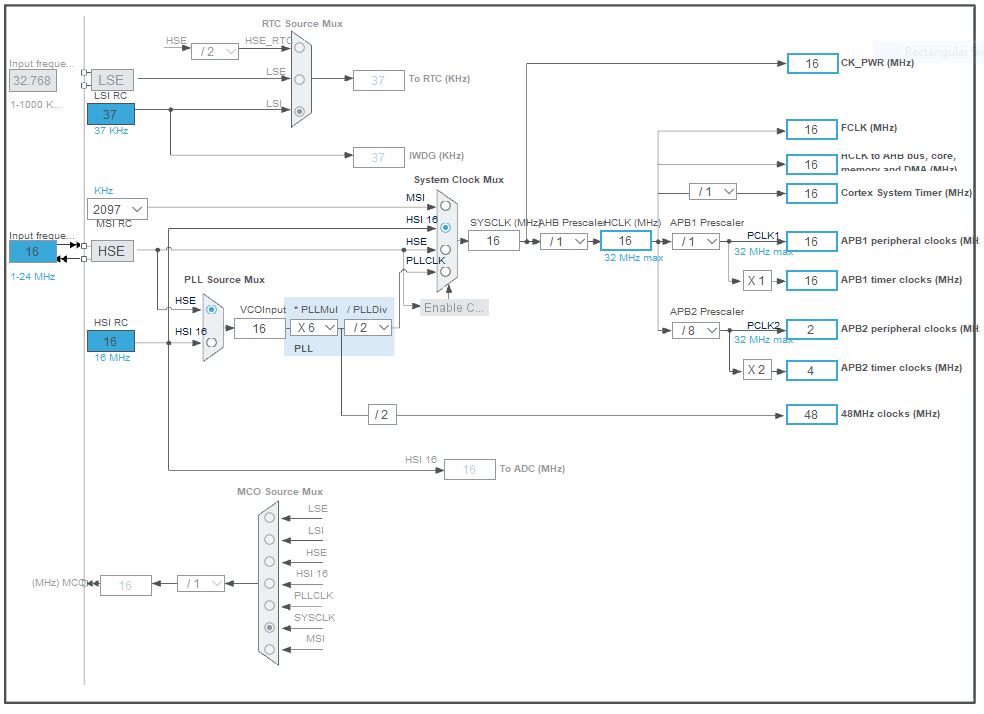 RTC Source Mux
HSE
/ 2
HSE_RTC
Rectangular Sn
Input freque...
32.768
LSE
LSE
37
To RTC (KHz)
16
CK_PWR (MHz)
1-1000 K...
LSI RC
LSI
37
37 KHz
16
FCLK (MHz)
37
IWDG (KHz)
16
HCLK to AHB bus, core,
memory and DMA (MHz)
System Clock Mux
KHz
MSI
/ 1
16
Cortex System Timer (MHz)
2097
MSI RC
HSI 16
SYSCLK (MHz)
AHB Prescaler
HCLK (MHz)
APB1 Prescaler
Input freque...
16
HSE
HSE
16
/ 1
16
/ 1
PCLK1
16
APB1 peripheral clocks (MH
32 MHz max
32 MHz max
1-24 MHz
PLLCLK
PLL Source Mux
X 1
16
APB1 timer clocks (MHz)
HSE
VCOInput
* PLLMul
/ PLLDiv
Enable C...
APB2 Prescaler
HSI RC
16
X 6
/ 2
/ 8
PCLK2
2
APB2 peripheral clocks (MH
16
HSI 16
32 MHz max
PLL
16 MHz
X 2
4
APB2 timer clocks (MHz)
/ 2
48
48MHz clocks (MHz)
HSI 16
16
To ADC (MHz)
MCO Source Mux
LSE
LSI
HSE
HSI 16
(MHz) MCO
16
/ 1
PLLCLK
SYSCLK
MSI